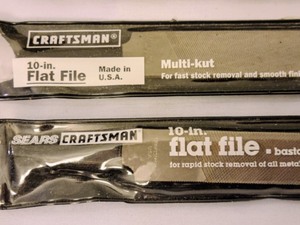 CRAFTSMAN®
10-in.
Flat File
Made in
U.S.A.
Multi-kut
For fast stock removal and smooth fini
SEARS CRAFTSMAN
10-in.
flat file ▪ basta
for rapid stock removal of all metal